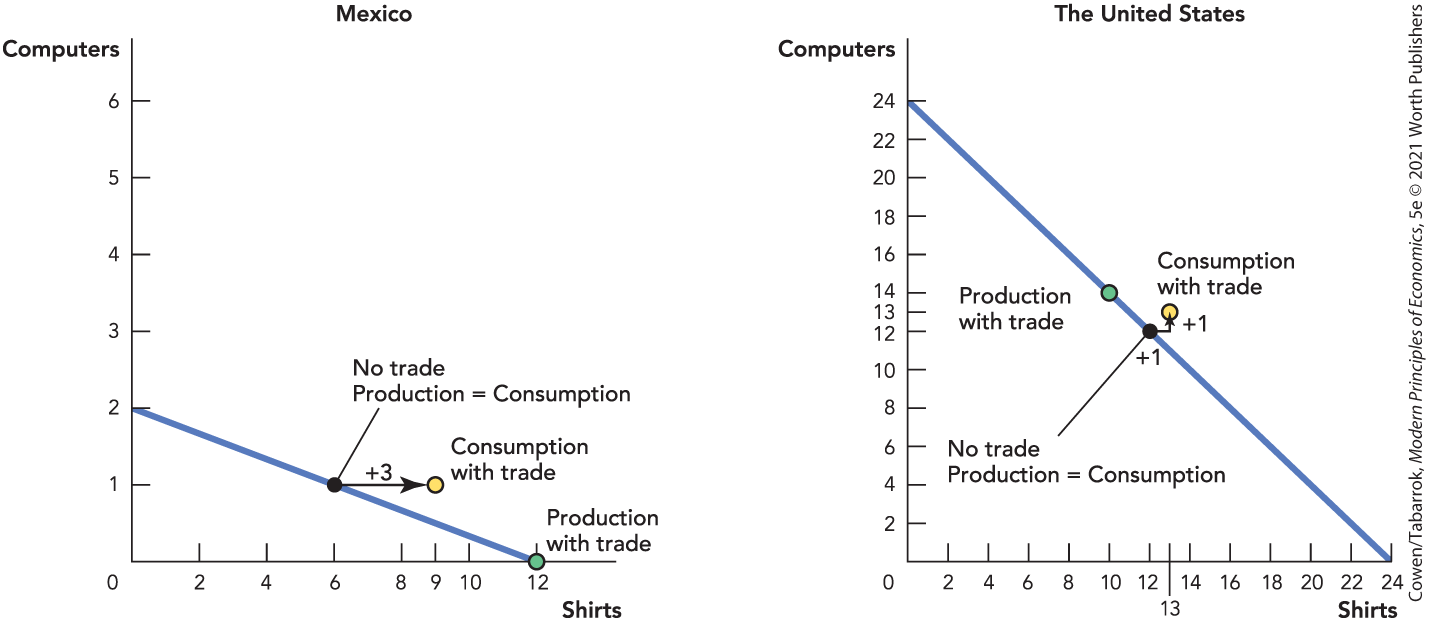 Mexico
Computers
6
5
4
3
2
1
No trade
Production = Consumption
+3
Consumption
with trade
Production
with trade
0 2 4 6 8 9 10 12
Shirts
The United States
Computers
24
22
20
18
16
14
13
12
10
8
6
4
2
Production
with trade
Consumption
with trade
+1
+1
No trade
Production = Consumption
0 2 4 6 8 10 12 14 16 18 20 22 24
13
Shirts
Cowen/Tabarrok, Modern Principles of Economics, 5e © 2021 Worth Publishers